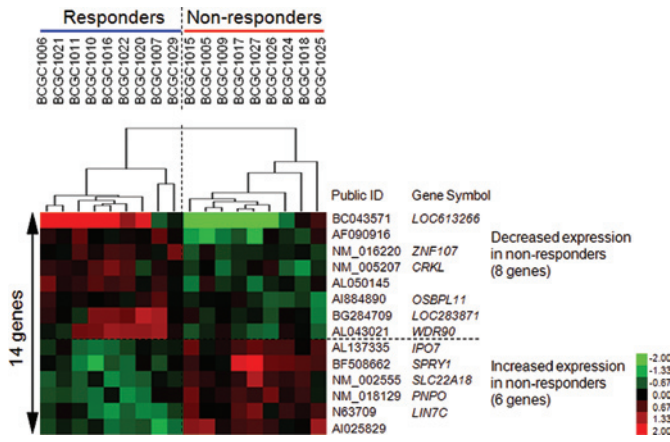 Responders Non-responders
BCGC1006 BCGC1021 BCGC1011 BCGC1010 BCGC1016 BCGC1022 BCGC1020 BCGC1007 BCGC1029 BCGC1015 BCGC1005 BCGC1009 BCGC1017 BCGC1027 BCGC1026 BCGC1024 BCGC1018 BCGC1025
Public ID Gene Symbol
BC043571 LOC613266
AF090916
NM_016220 ZNF107
NM_005207 CRKL
AL050145
AI884890 OSBPL11
BG284709 LOC283871
AL043021 WDR90
Decreased expression
in non-responders
(8 genes)
14 genes
AL137335 IPO7
BF508662 SPRY1
NM_002555 SLC22A18
NM_018129 PNPO
N63709 LIN7C
AI025829
Increased expression
in non-responders
(6 genes)
-2.00
-1.33
-0.67
0.00
0.67
1.33
2.00